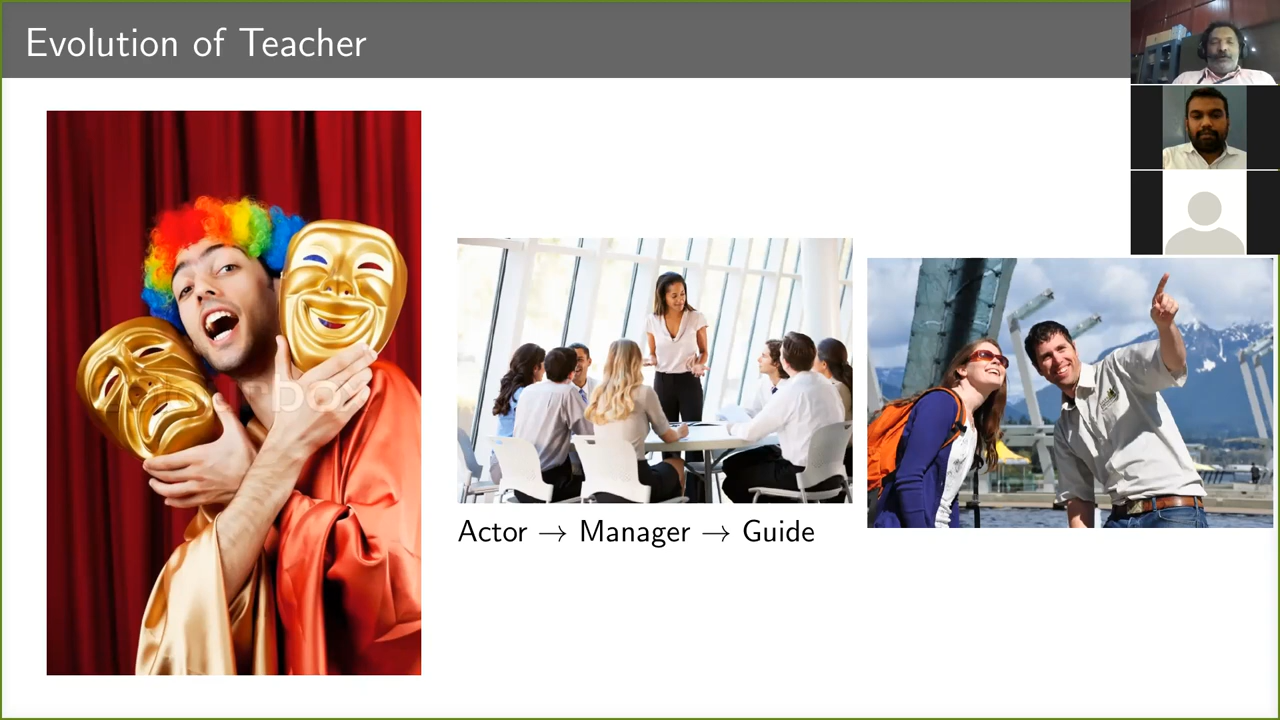 Evolution of Teacher
Actor → Manager → Guide